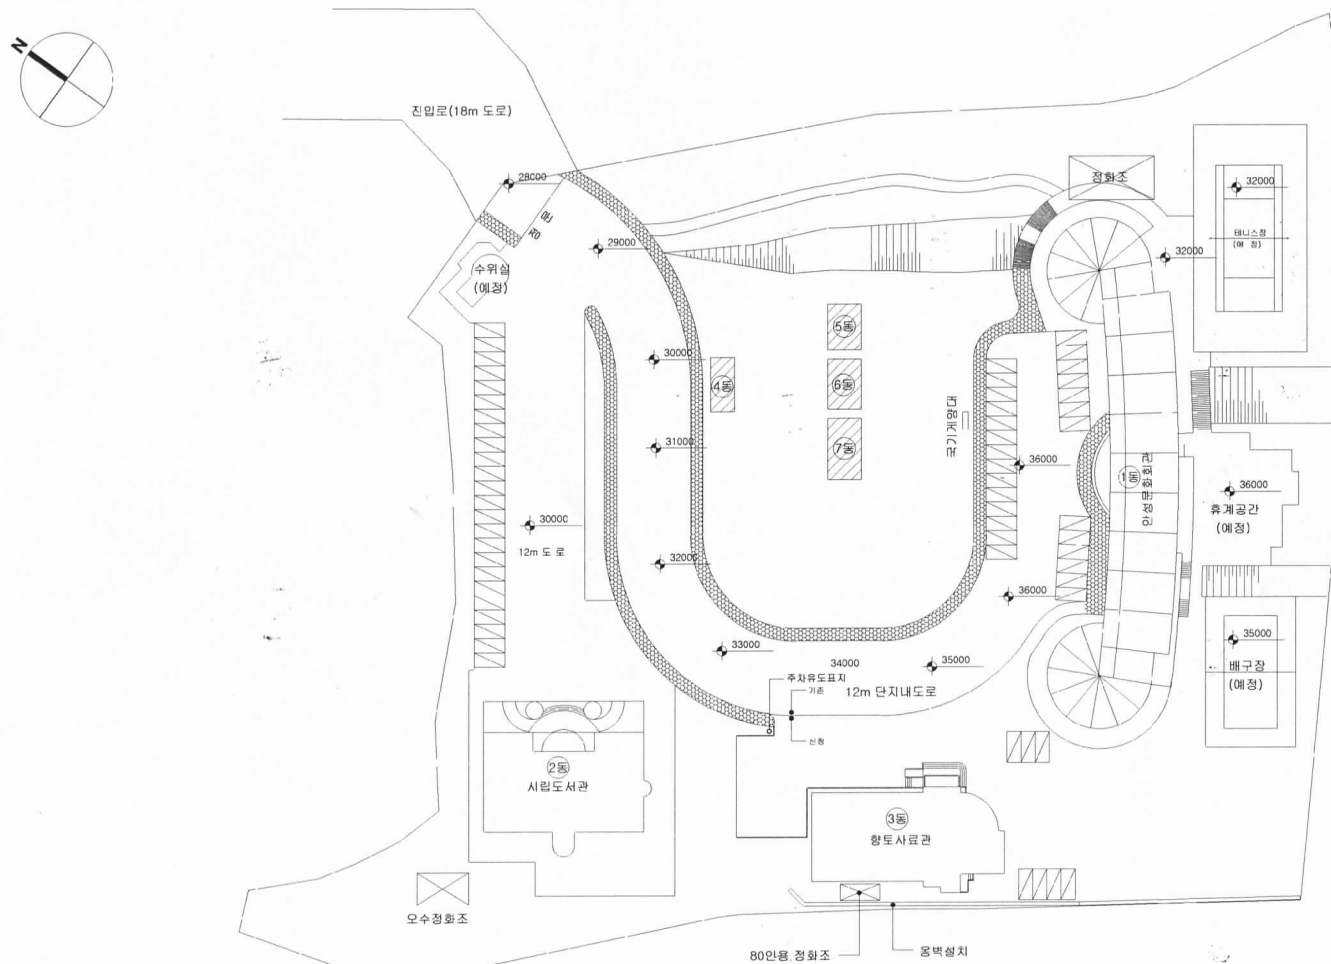 N
진입로(18m 도로)
28000
정문
29000
수위실
(예정)
정화조
32000
테니스장
(예 정)
32000
5동
30000
4동
6동
국기게양대
7동
31000
36000
1동
안성문화회관
36000
휴게공간
(예정)
30000
12m 도 로
32000
36000
33000
34000
35000
35000
배구장
(예정)
주차유도표지
기존
12m 단지내도로
신청
2동
시립도서관
3동
향토사료관
오수정화조
80인용.정화조
옹벽설치